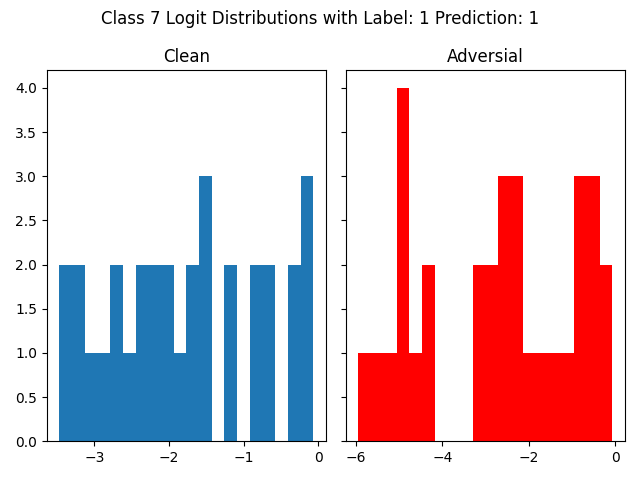 Class 7 Logit Distributions with Label: 1 Prediction: 1
Clean
Adversial
4.0
3.5
3.0
2.5
2.0
1.5
1.0
0.5
0.0
−3 −2 −1 0
−6 −4 −2 0